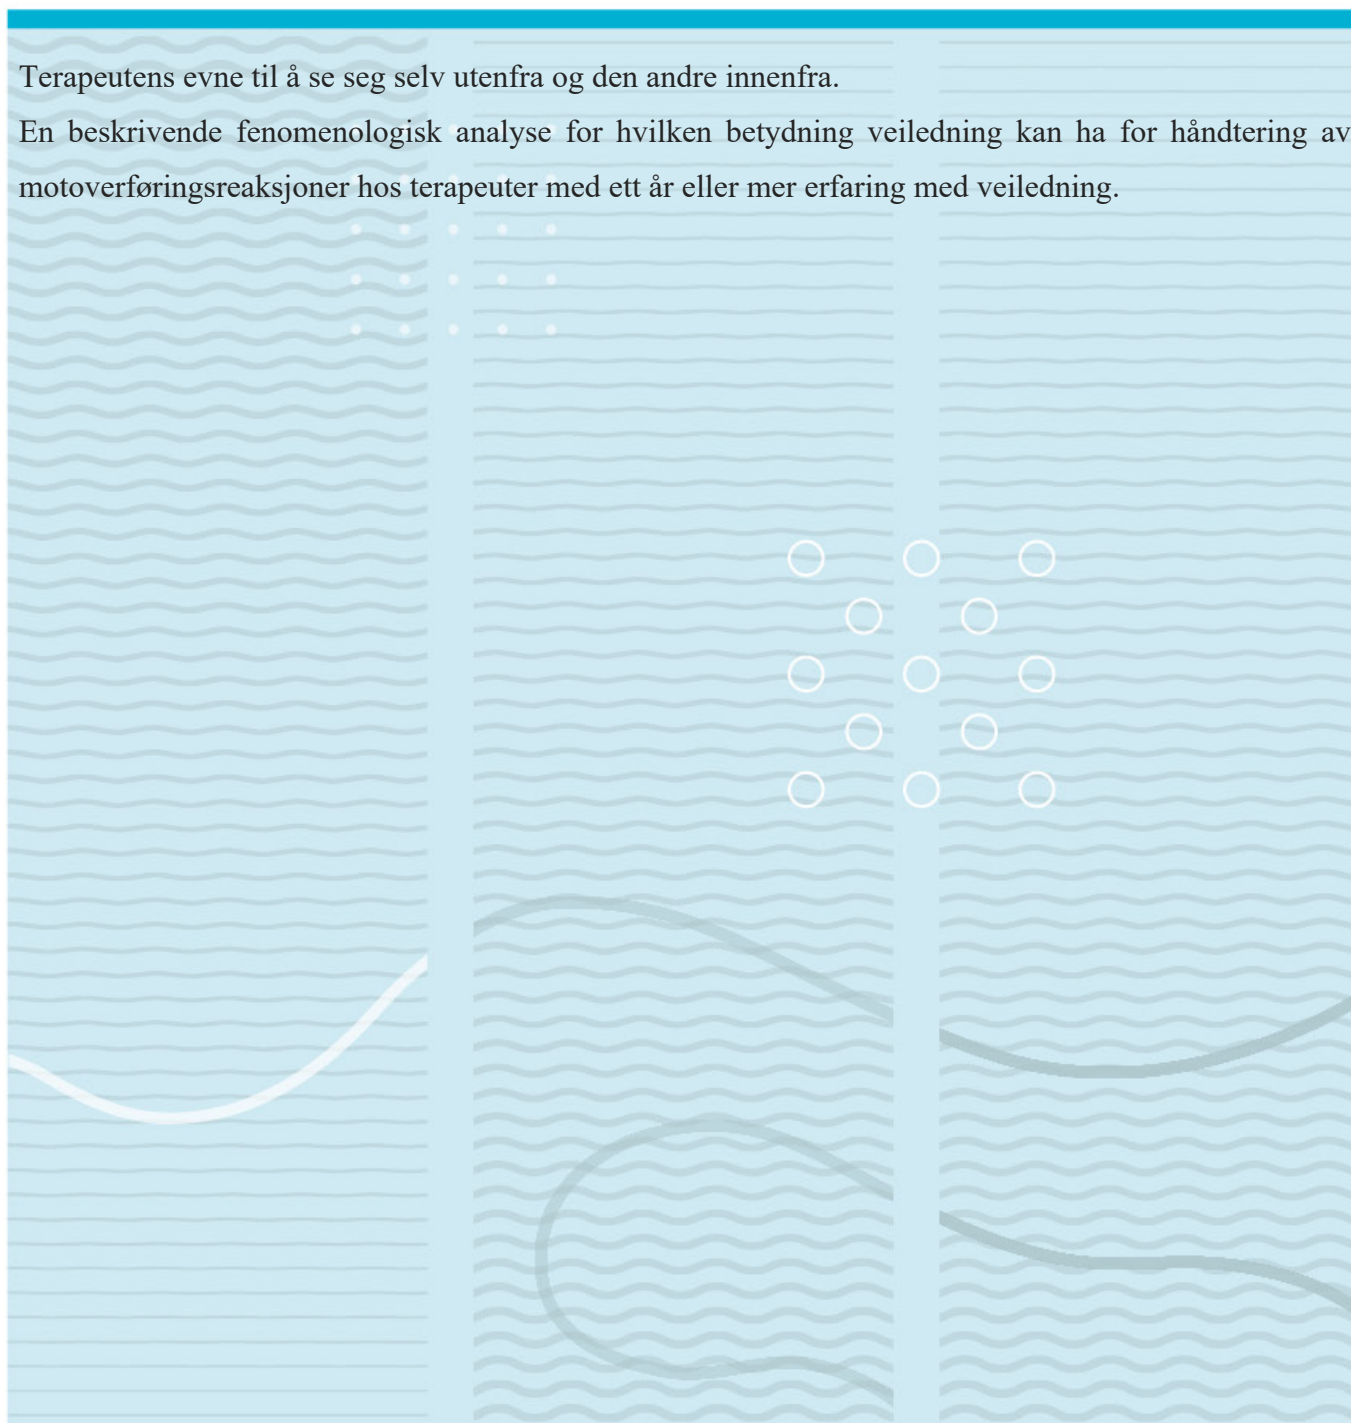 Terapeutens evne til å se seg selv utenfra og den andre innenfra.
En beskrivende fenomenologisk analyse for hvilken betydning veiledning kan ha for håndtering av
motoverføringsreaksjoner hos terapeuter med ett år eller mer erfaring med veiledning.